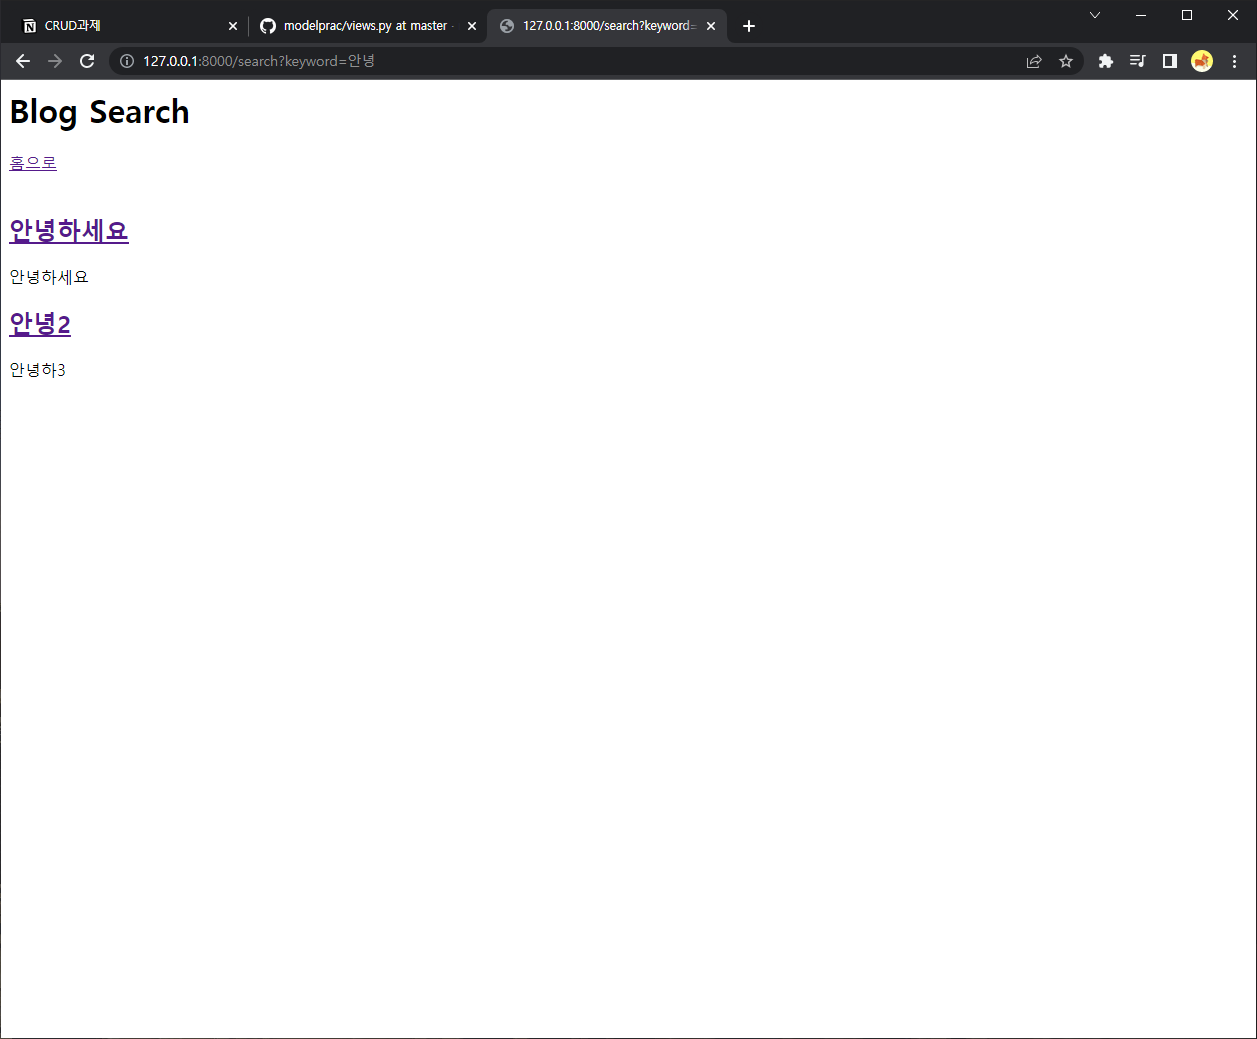 CRUD과제
modelprac/views.py at master
127.0.0.1:8000/search?keyword=
127.0.0.1:8000/search?keyword=안녕
Blog Search
홈으로
안녕하세요
안녕하세요
안녕2
안녕하3